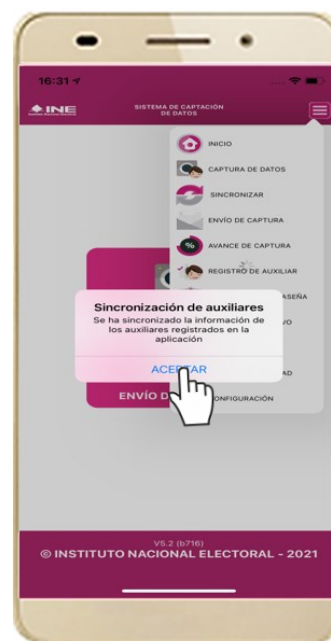 16:31
INE
SISTEMA DE CAPTACIÓN
DE DATOS
INICIO
CAPTURA DE DATOS
SINCRONIZAR
ENVÍO DE CAPTURA
%
AVANCE DE CAPTURA
REGISTRO DE AUXILIAR
Sincronización de auxiliares
Se ha sincronizado la información de
los auxiliares registrados en la
aplicación
ACEPTAR
ENVÍO D
ONFIGURACIÓN
V5.2 (b716)
© INSTITUTO NACIONAL ELECTORAL - 2021